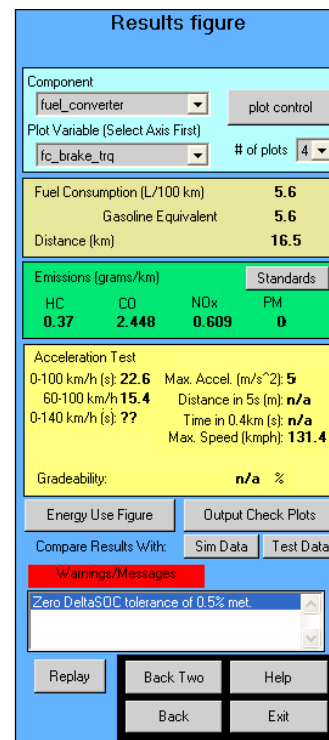 Results figure
Component
fuel_converter
plot control
Plot Variable (Select Axis First)
fc_brake_trq
# of plots 4
Fuel Consumption (L/100 km) 5.6
Gasoline Equivalent 5.6
Distance (km) 16.5
Emissions (grams/km) Standards
HC CO NOx PM
0.37 2.448 0.609 0
Acceleration Test
0-100 km/h (s): 22.6 Max. Accel. (m/s^2): 5
60-100 km/h 15.4 Distance in 5s (m): n/a
0-140 km/h (s): ?? Time in 0.4km (s): n/a
Max. Speed (kmph): 131.4
Gradeability: n/a %
Energy Use Figure Output Check Plots
Compare Results With: Sim Data Test Data
Warnings/Messages
Zero DeltaSOC tolerance of 0.5% met.
Replay Back Two Help
Back Exit